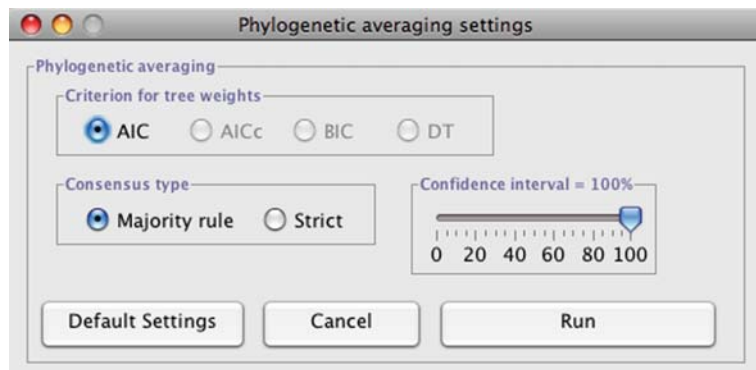 Phylogenetic averaging settings
Phylogenetic averaging
Criterion for tree weights
AIC AICc BIC DT
Consensus type
Majority rule Strict
Confidence interval = 100%
0 20 40 60 80 100
Default Settings Cancel Run